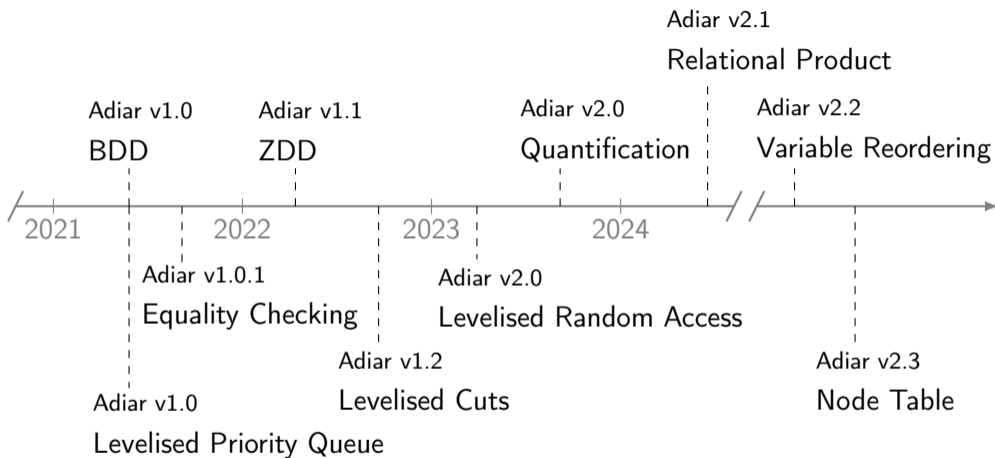 Adiar v2.1
Relational Product
Adiar v1.0
BDD
Adiar v1.1
ZDD
Adiar v2.0
Quantification
Adiar v2.2
Variable Reordering
2021
2022
2023
2024
Adiar v1.0.1
Equality Checking
Adiar v2.0
Levelised Random Access
Adiar v1.2
Levelised Cuts
Adiar v2.3
Node Table
Adiar v1.0
Levelised Priority Queue